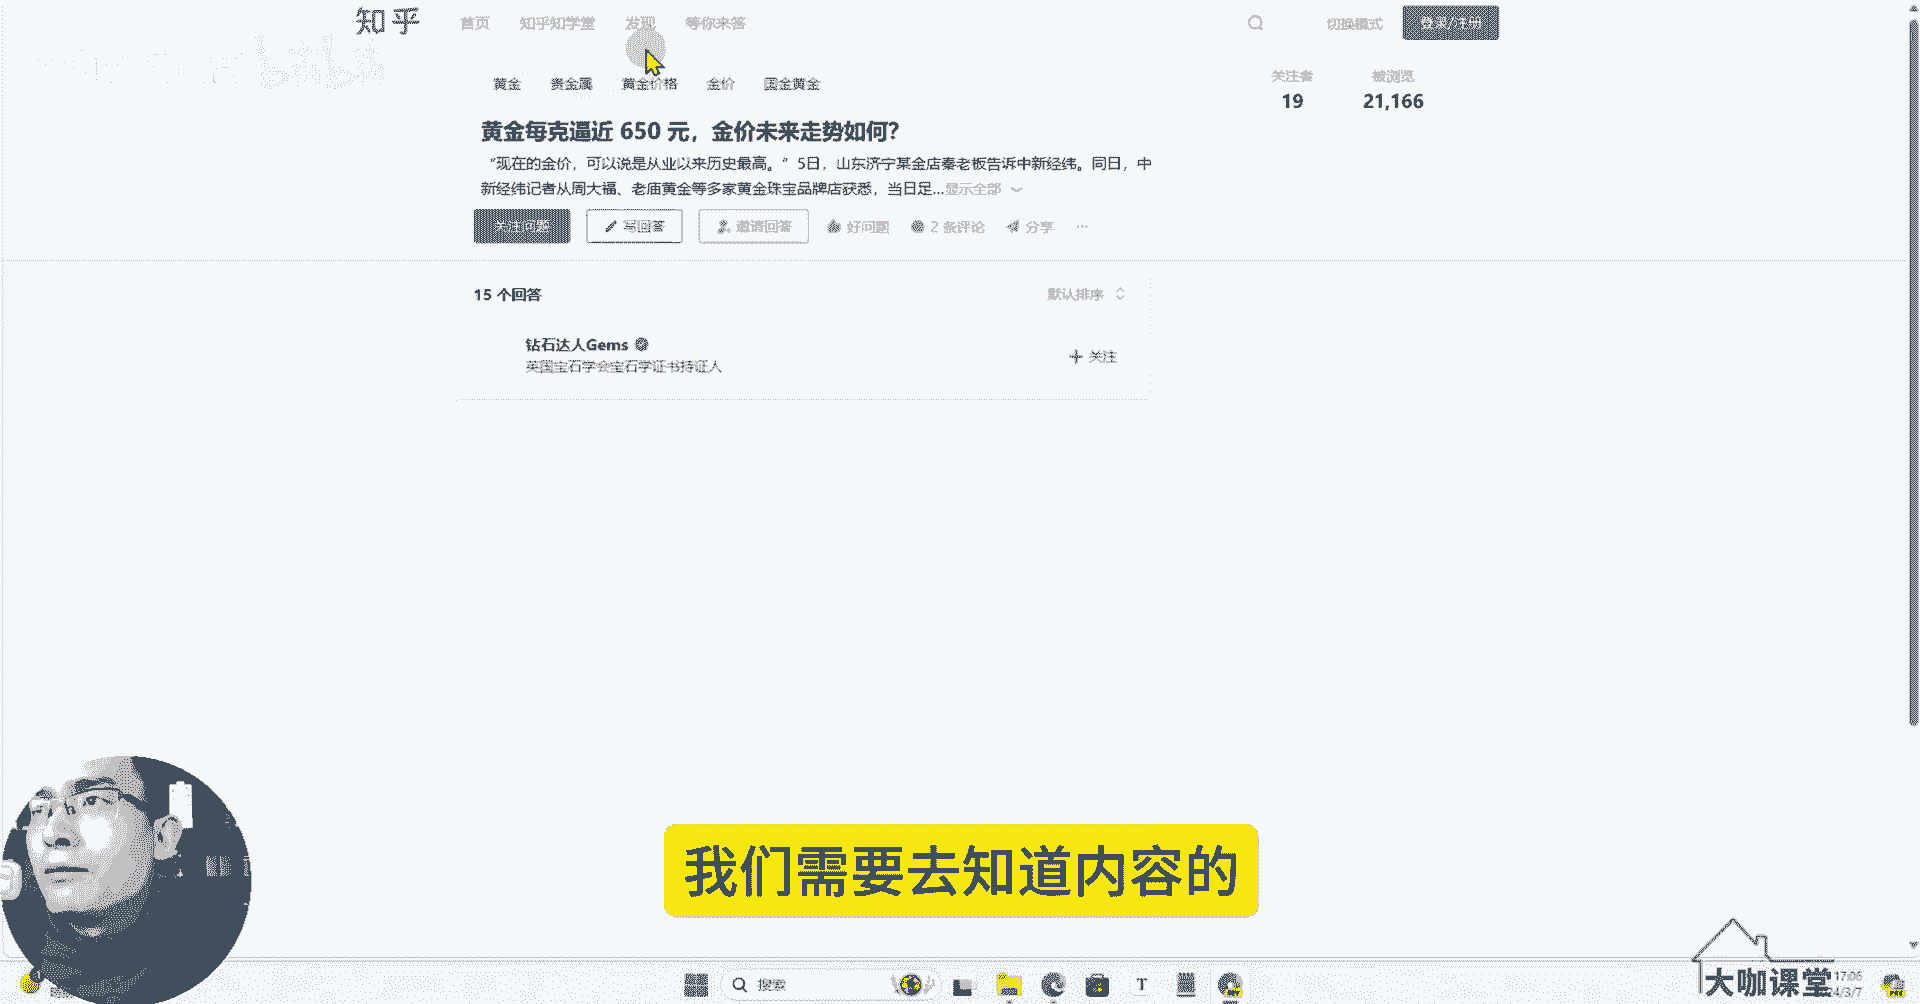 知乎 首页 知乎知学堂 发现 等你来答 切换模式 登录/注册
黄金 贵金属 黄金价格 金价 国金黄金
关注者 被浏览
19 21,166
黄金每克逼近 650 元，金价未来走势如何？
“现在的金价，可以说是从业以来历史最高。”5日，山东济宁某金店秦老板告诉中新经纬。同日，中
新经纬记者从周大福、老庙黄金等多家黄金珠宝品牌店获悉，当日足...显示全部
关注问题 写回答 邀请回答 好问题 2 条评论 分享 ...
15 个回答 默认排序
钻石达人Gems
英国宝石学会宝石学证书持证人
+ 关注
我们需要去知道内容的
搜索
大咖课堂
17:06